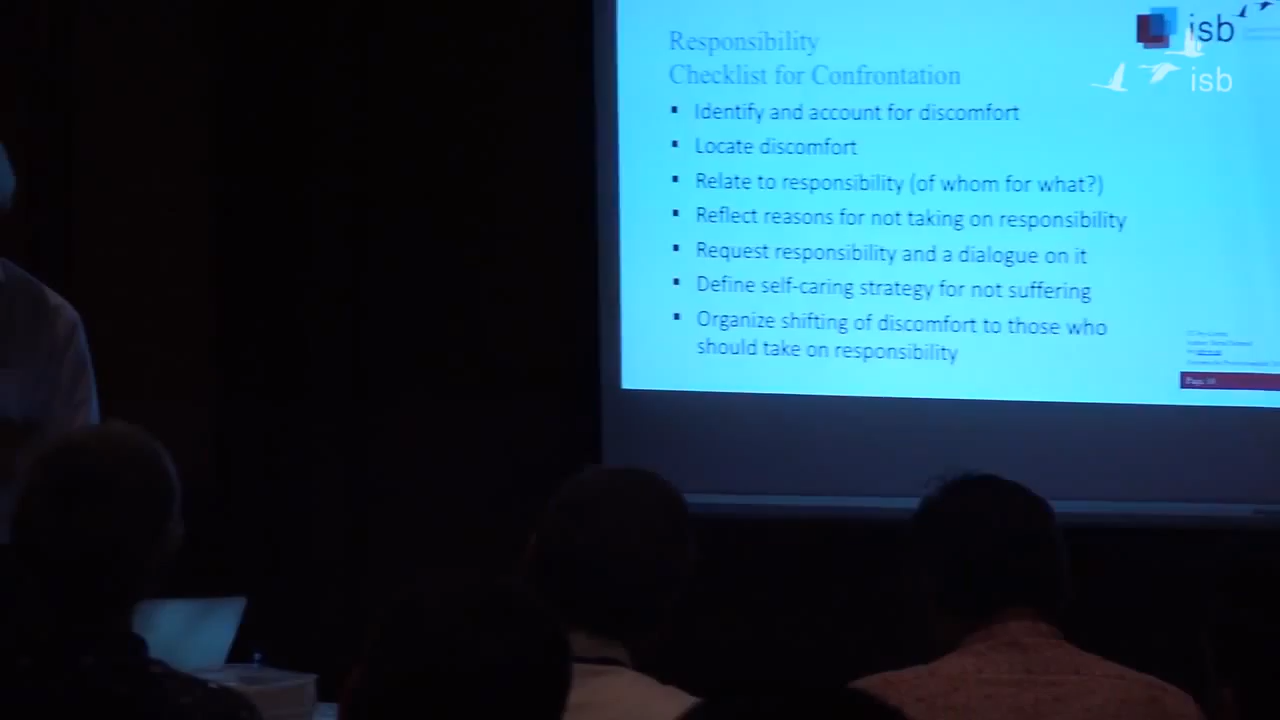 isb
Responsibility
Checklist for Confrontation
isb
▪ Identify and account for discomfort
▪ Locate discomfort
▪ Relate to responsibility (of whom for what?)
▪ Reflect reasons for not taking on responsibility
▪ Request responsibility and a dialogue on it
▪ Define self-caring strategy for not suffering
▪ Organize shifting of discomfort to those who
should take on responsibility